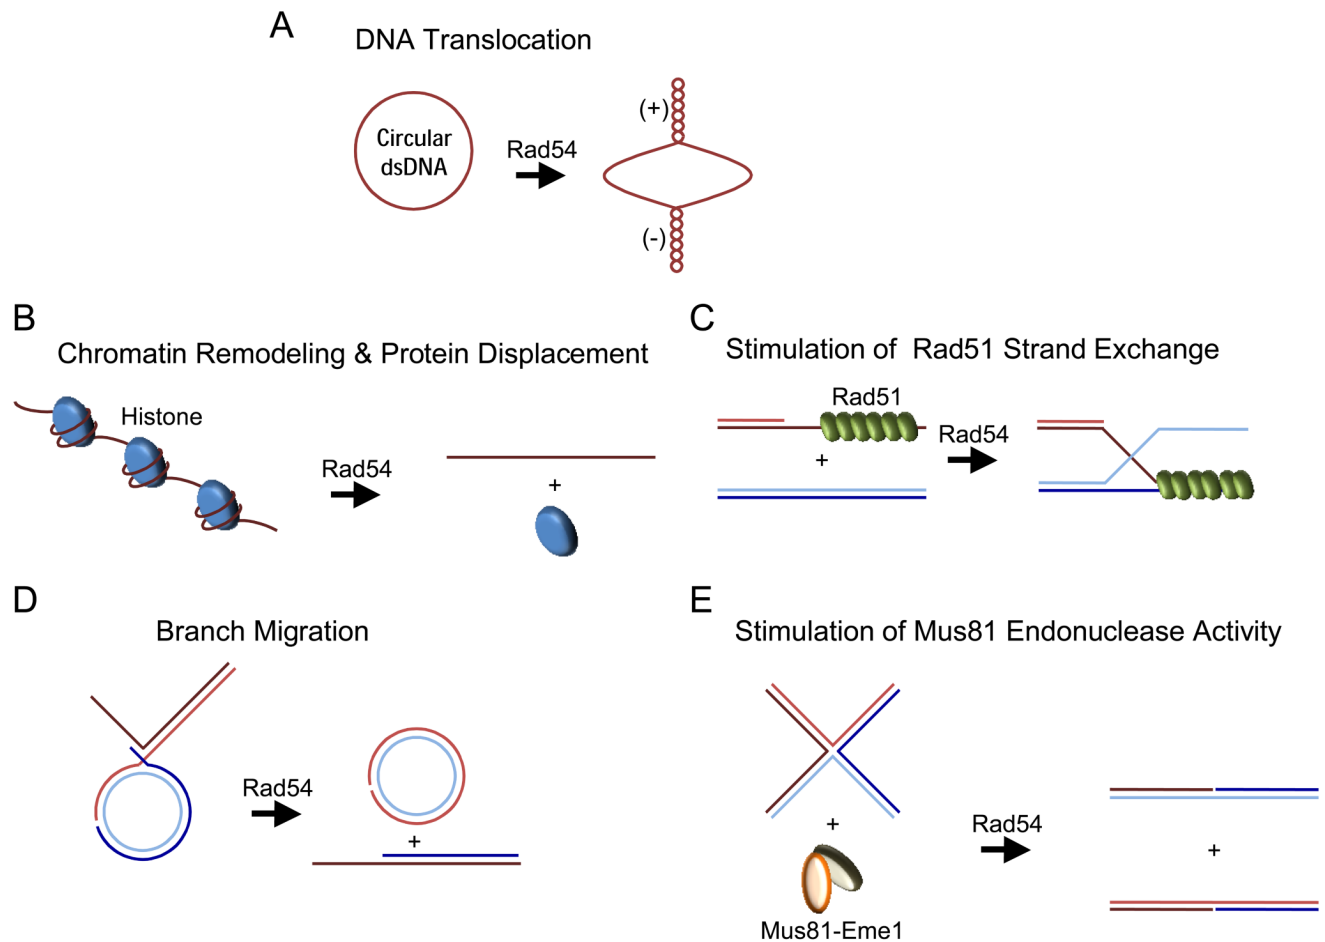 A
DNA Translocation
Circular
dsDNA
Rad54
(+)
(-)
B
Chromatin Remodeling & Protein Displacement
Histone
Rad54
+
C
Stimulation of Rad51 Strand Exchange
Rad51
+
Rad54
D
Branch Migration
Rad54
+
E
Stimulation of Mus81 Endonuclease Activity
+
Mus81-Eme1
Rad54
+